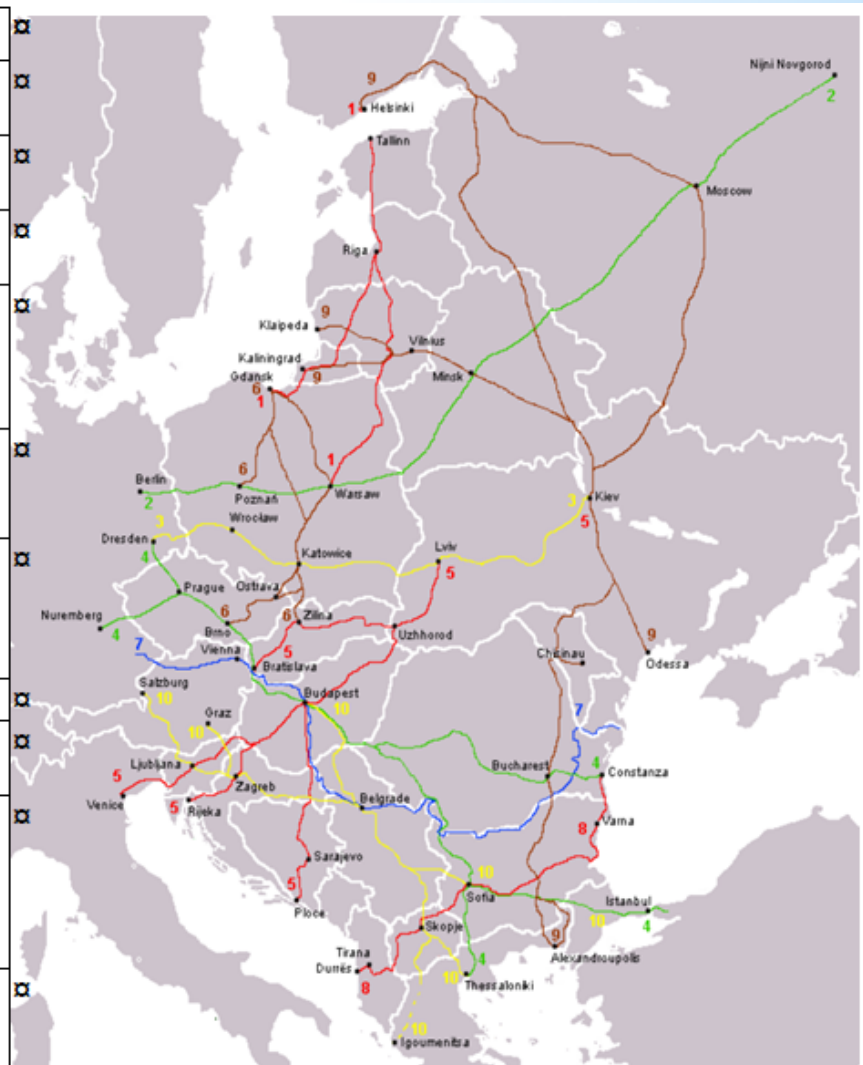 ¤
9
Nijni Novgorod
¤
2
1
Helsinki
Tallinn
¤
Moscow
¤
Riga
¤
9
Klaipeda
Vilnius
Kaliningrad
9
Minsk
Gdansk
6
1
¤
1
6
Berlin
2
Poznań
Warsaw
3
Kiev
5
3
Wrocław
Dresden
4
Katowice
Lviv
5
¤
Prague
Ostrava
Nuremberg
4
6
Brno
6
Zilina
Uzhhorod
9
Odessa
7
Vienna
5
Bratislava
Chisinau
Salzburg
10
¤
Budapest
10
7
Graz
10
¤
Ljubljana
5
Zagreb
Bucharest
4
Constanza
Venice
5
Rijeka
Belgrade
¤
8
Varna
Sarajevo
5
Ploce
10
Sofia
Istanbul
10
4
Skopje
9
Alexandroupolis
Tirana
Durrës
8
4
10
Thessaloniki
¤
10
Igoumenitsa